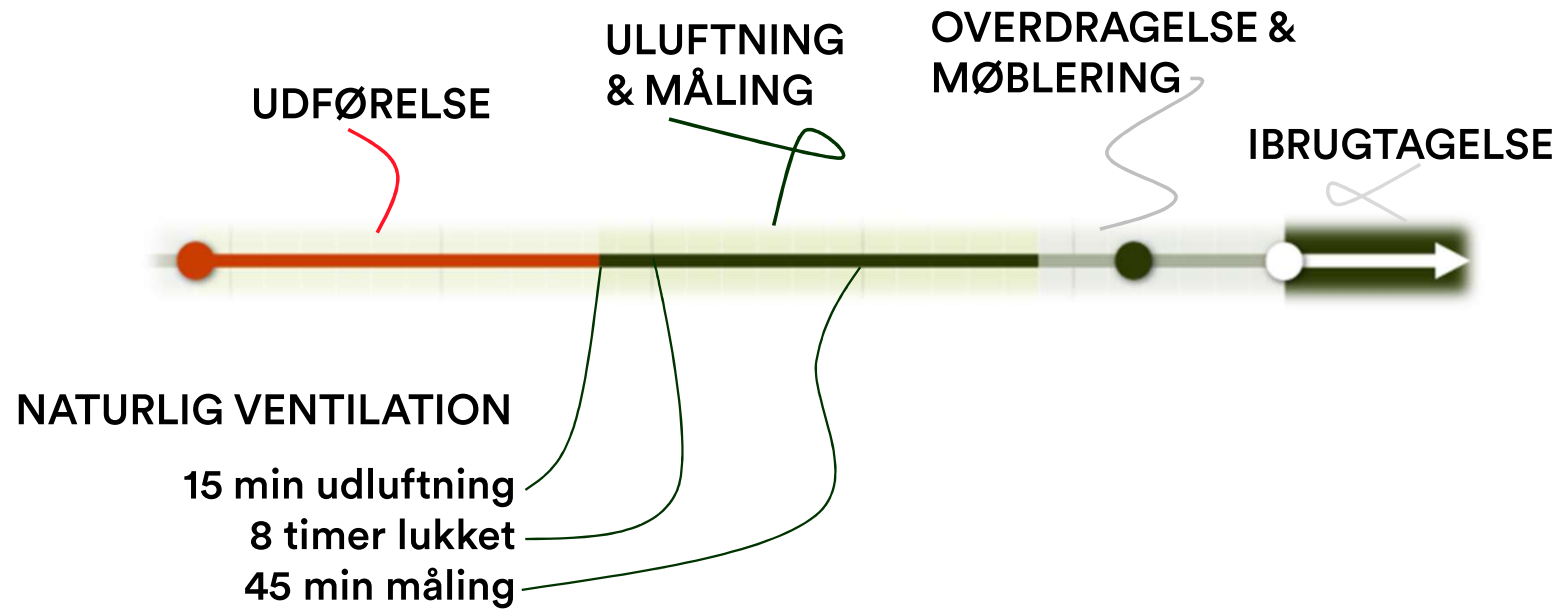 UDFØRELSE
ULUFTNING
& MÅLING
OVERDRAGELSE &
MØBLERING
IBRUGTAGELSE
NATURLIG VENTILATION
15 min udluftning
8 timer lukket
45 min måling